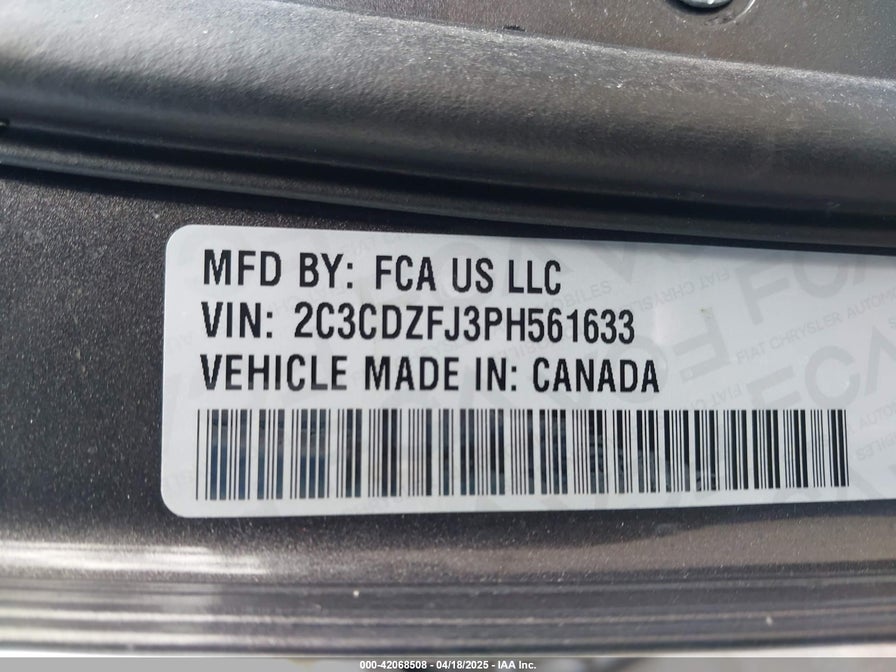 MFD BY: FCA US LLC
VIN: 2C3CDZFJ3PH561633
VEHICLE MADE IN: CANADA
000-42068508 - 04/18/2025 - IAA Inc.